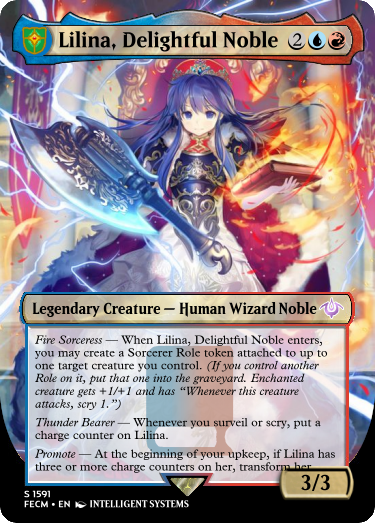 Lilina, Delightful Noble 2
Legendary Creature — Human Wizard Noble
Fire Sorceress — When Lilina, Delightful Noble enters,
you may create a Sorcerer Role token attached to up to
one target creature you control. (If you control another
Role on it, put that one into the graveyard. Enchanted
creature gets +1/+1 and has “Whenever this creature
attacks, scry 1.”)
Thunder Bearer — Whenever you surveil or scry, put a
charge counter on Lilina.
Promote — At the beginning of your upkeep, if Lilina has
three or more charge counters on her, transform her.
3/3
S 1591
FECM • EN INTELLIGENT SYSTEMS